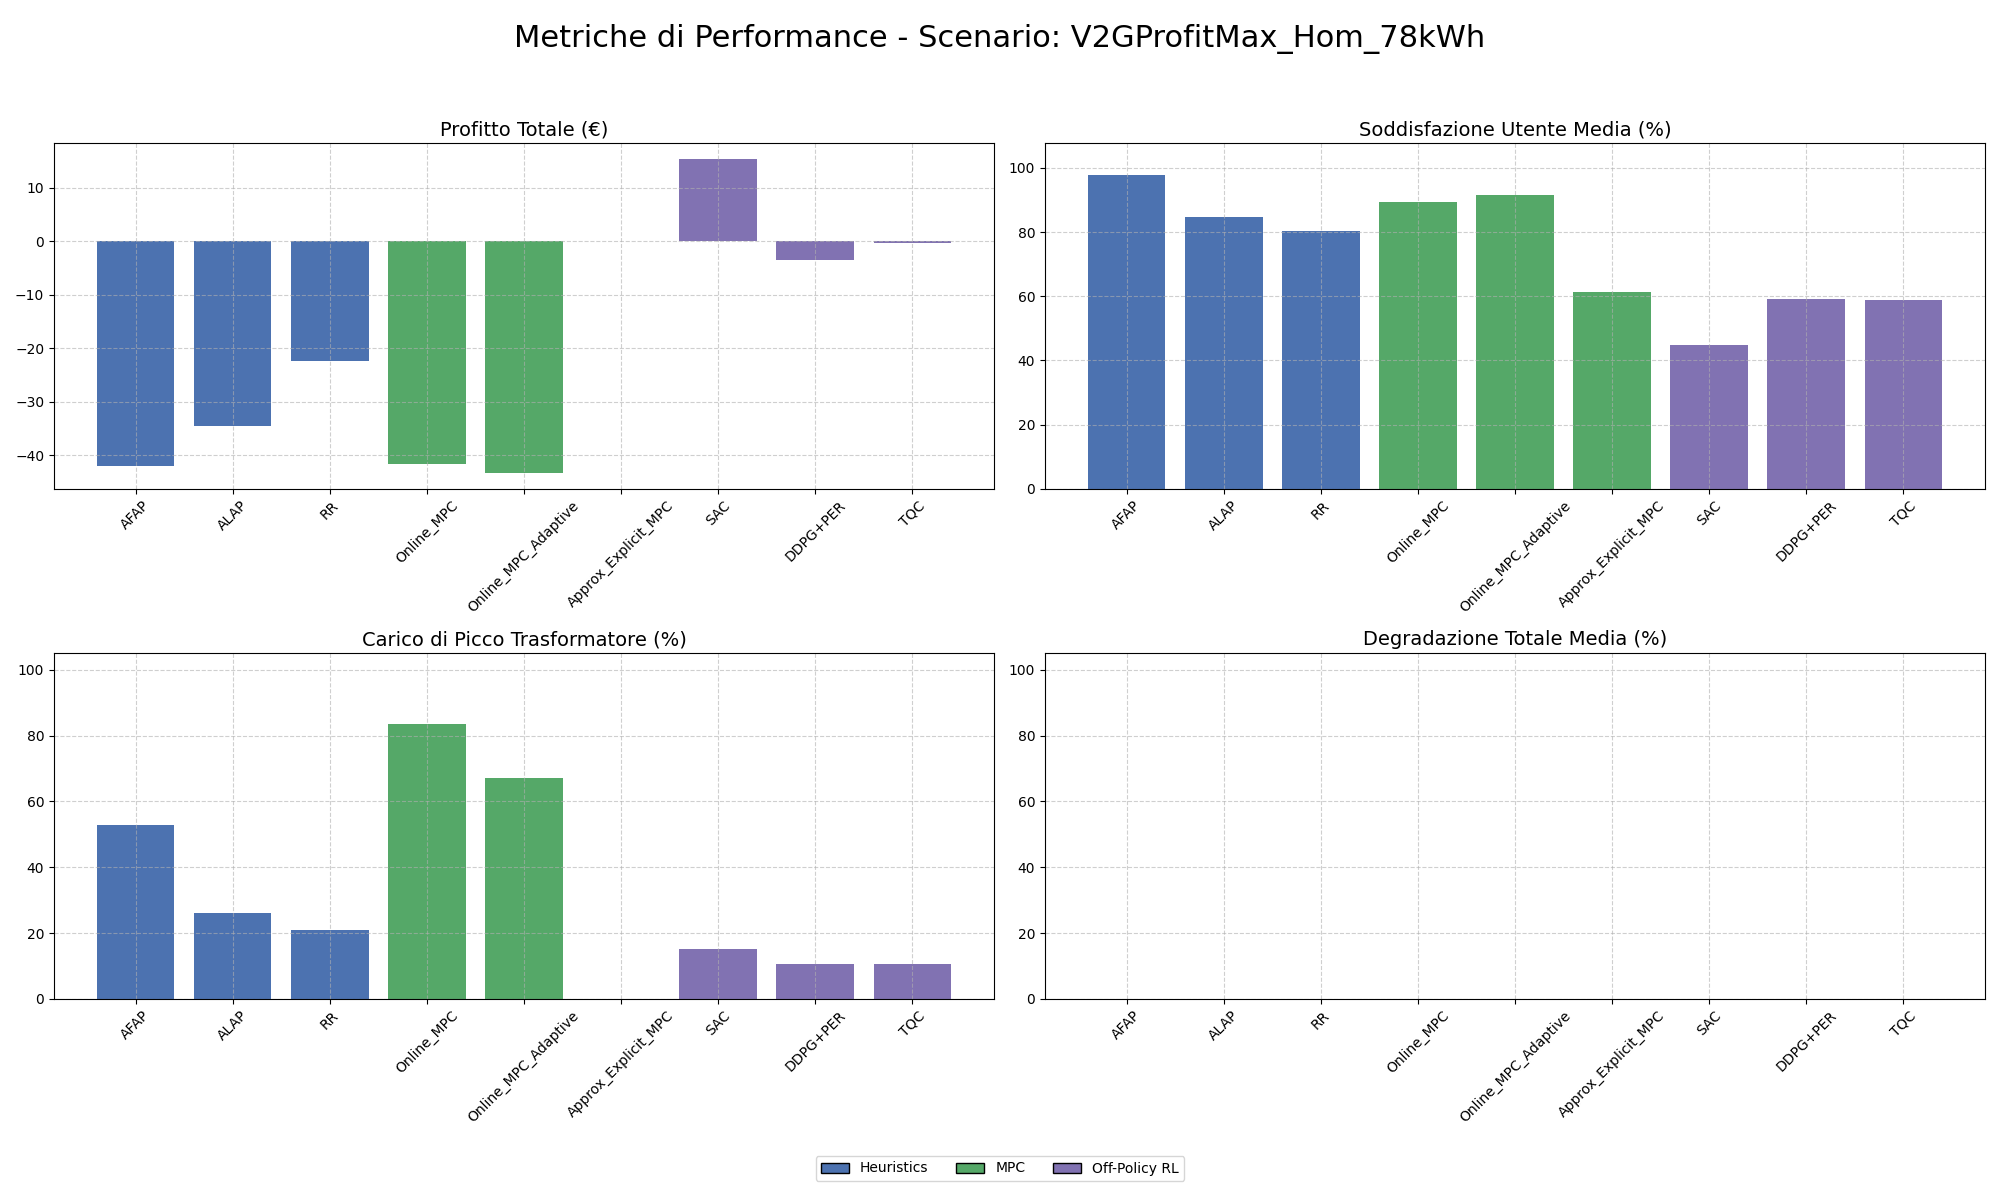 Metriche di Performance - Scenario: V2GProfitMax_Hom_78kWh
Profitto Totale (€)
10
0
−10
−20
−30
−40
AFAP
ALAP
RR
Online_MPC
Online_MPC_Adaptive
Approx_Explicit_MPC
SAC
DDPG+PER
TQC
Soddisfazione Utente Media (%)
100
80
60
40
20
0
AFAP
ALAP
RR
Online_MPC
Online_MPC_Adaptive
Approx_Explicit_MPC
SAC
DDPG+PER
TQC
Carico di Picco Trasformatore (%)
100
80
60
40
20
0
AFAP
ALAP
RR
Online_MPC
Online_MPC_Adaptive
Approx_Explicit_MPC
SAC
DDPG+PER
TQC
Degradazione Totale Media (%)
100
80
60
40
20
0
AFAP
ALAP
RR
Online_MPC
Online_MPC_Adaptive
Approx_Explicit_MPC
SAC
DDPG+PER
TQC
Heuristics
MPC
Off-Policy RL